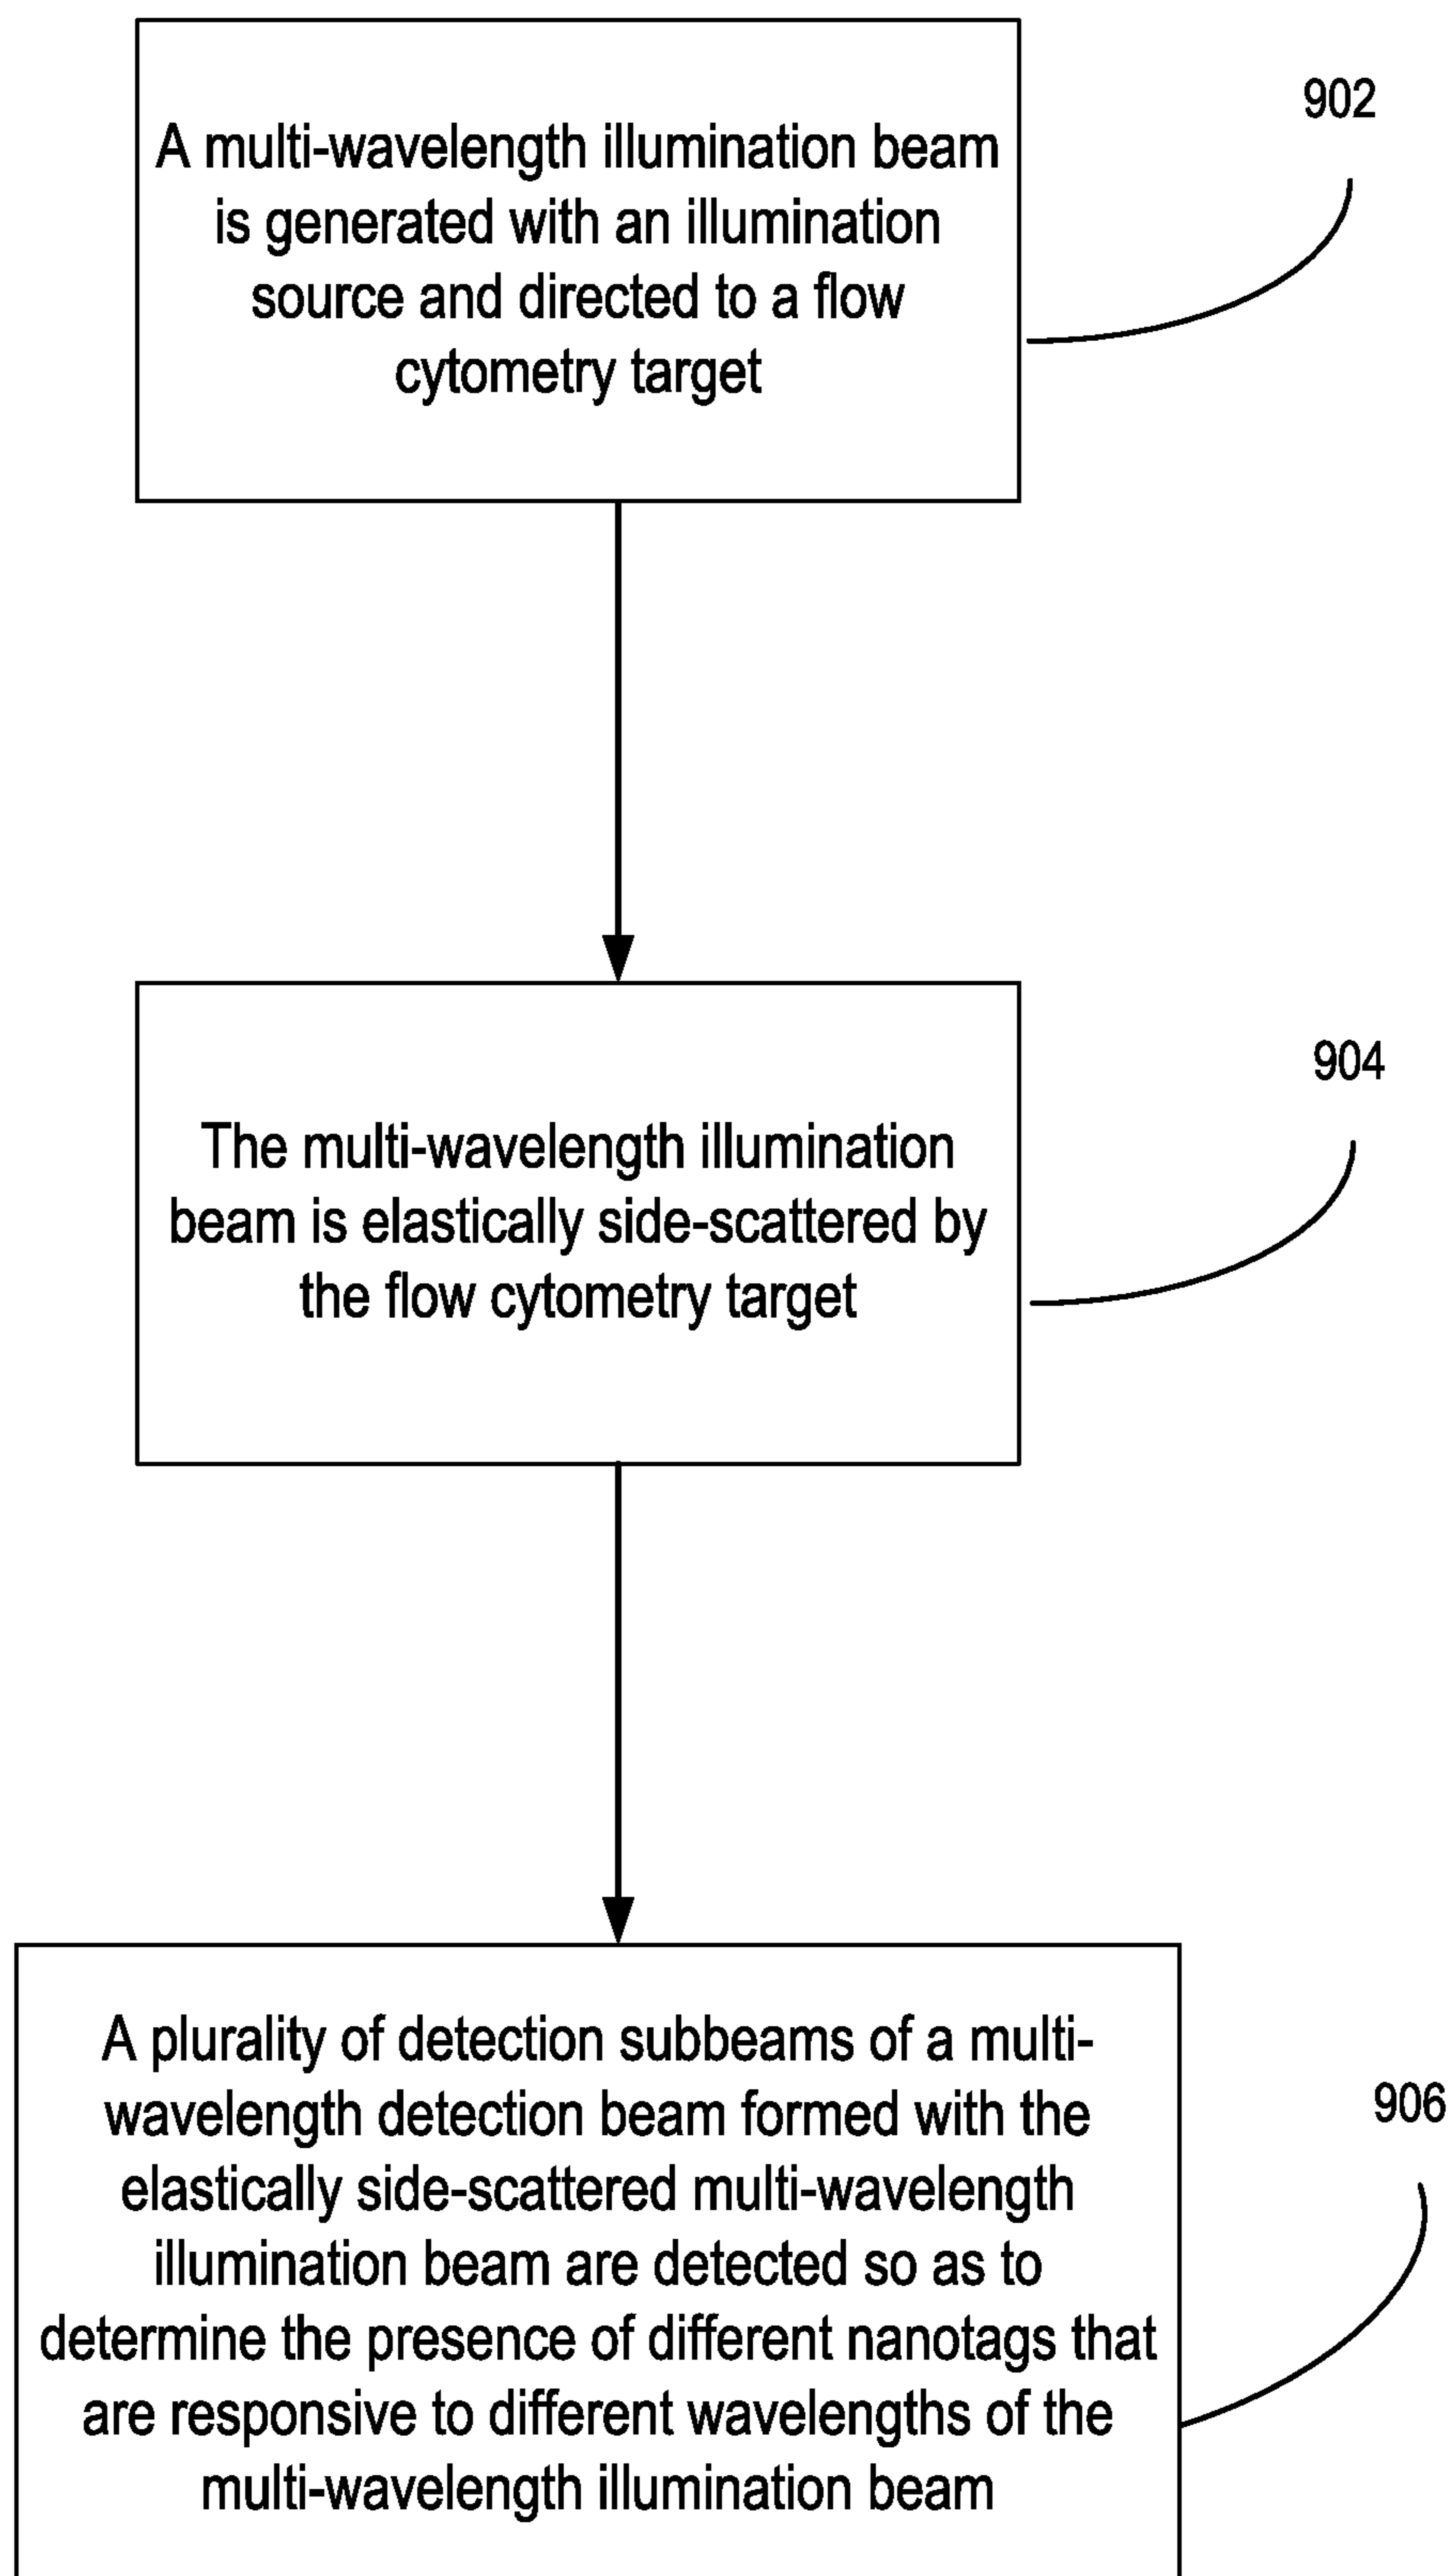 902
A multi-wavelength illumination beam
is generated with an illumination
source and directed to a flow
cytometry target
904
The multi-wavelength illumination
beam is elastically side-scattered by
the flow cytometry target
A plurality of detection subbeams of a multi-
wavelength detection beam formed with the
906
elastically side-scattered multi-wavelength
illumination beam are detected so as to
determine the presence of different nanotags that
are responsive to different wavelengths of the
multi-wavelength illumination beam